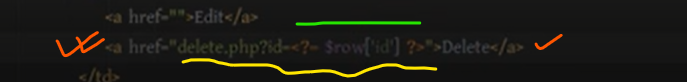 <a href="">Edit</a>
<a href="delete.php?id=<?= $row['id'] ?>">Delete</a>
</td>